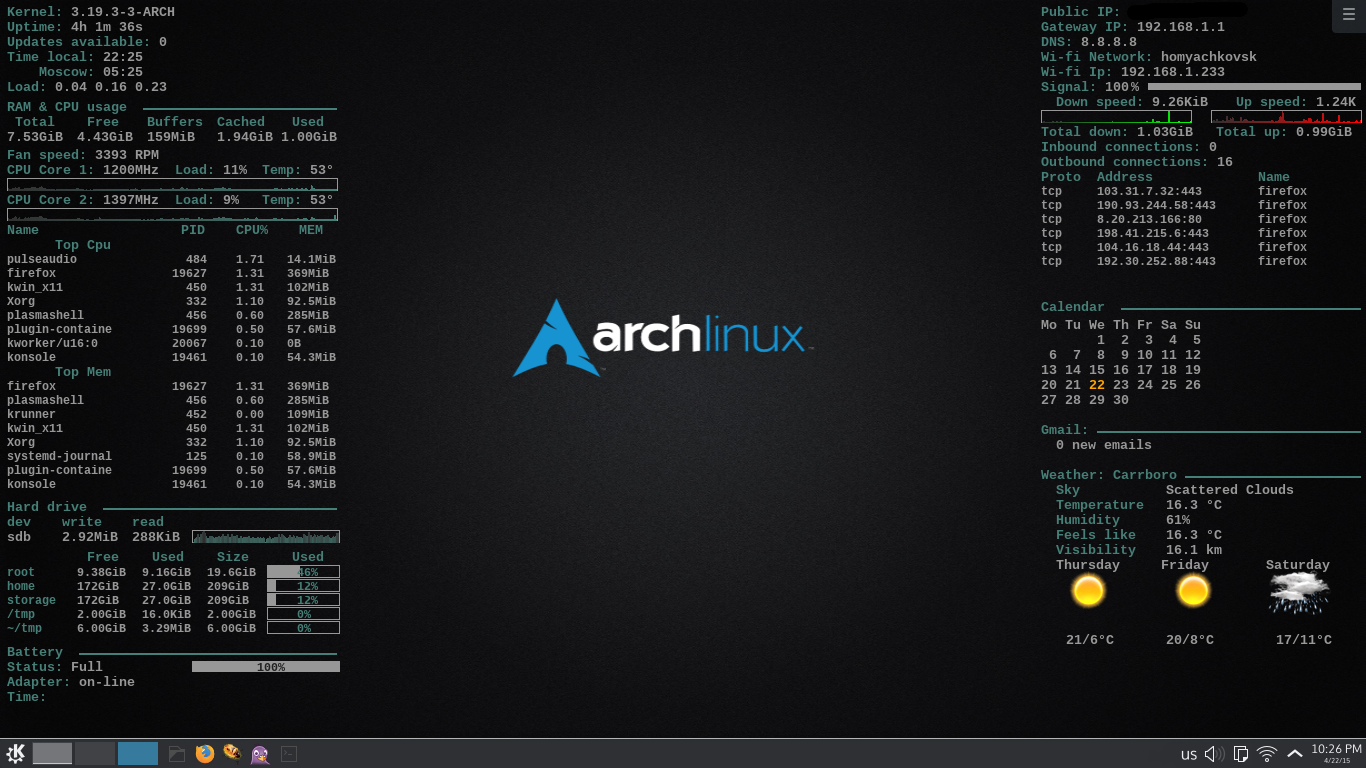 Kernel: 3.19.3-3-ARCH
Uptime: 4h 1m 36s
Updates available: 0
Time local: 22:25
Moscow: 05:25
Load: 0.04 0.16 0.23
RAM & CPU usage
Total Free Buffers Cached Used
7.53GiB 4.43GiB 159MiB 1.94GiB 1.00GiB
Fan speed: 3393 RPM
CPU Core 1: 1200MHz Load: 11% Temp: 53°
CPU Core 2: 1397MHz Load: 9% Temp: 53°
Name PID CPU% MEM
Top Cpu
pulseaudio 484 1.71 14.1MiB
firefox 19627 1.31 369MiB
kwin_x11 450 1.31 102MiB
Xorg 332 1.10 92.5MiB
plasmashell 456 0.60 285MiB
plugin-containe 19699 0.50 57.6MiB
kworker/u16:0 20067 0.10 0B
konsole 19461 0.10 54.3MiB
Top Mem
firefox 19627 1.31 369MiB
plasmashell 456 0.60 285MiB
krunner 452 0.00 109MiB
kwin_x11 450 1.31 102MiB
Xorg 332 1.10 92.5MiB
systemd-journal 125 0.10 58.9MiB
plugin-containe 19699 0.50 57.6MiB
konsole 19461 0.10 54.3MiB
Hard drive
dev write read
sdb 2.92MiB 288KiB
Free Used Size Used
root 9.38GiB 9.16GiB 19.6GiB 46%
home 172GiB 27.0GiB 209GiB 12%
storage 172GiB 27.0GiB 209GiB 12%
/tmp 2.00GiB 16.0KiB 2.00GiB 0%
~/tmp 6.00GiB 3.29MiB 6.00GiB 0%
Battery
Status: Full 100%
Adapter: on-line
Time:
archlinux
Public IP:
Gateway IP: 192.168.1.1
DNS: 8.8.8.8
Wi-fi Network: homyachkovsk
Wi-fi Ip: 192.168.1.233
Signal: 100%
Down speed: 9.26KiB Up speed: 1.24K
Total down: 1.03GiB Total up: 0.99GiB
Inbound connections: 0
Outbound connections: 16
Proto Address Name
tcp 103.31.7.32:443 firefox
tcp 190.93.244.58:443 firefox
tcp 8.20.213.166:80 firefox
tcp 198.41.215.6:443 firefox
tcp 104.16.18.44:443 firefox
tcp 192.30.252.88:443 firefox
Calendar
Mo Tu We Th Fr Sa Su
1 2 3 4 5
6 7 8 9 10 11 12
13 14 15 16 17 18 19
20 21 22 23 24 25 26
27 28 29 30
Gmail:
0 new emails
Weather: Carrboro
Sky Scattered Clouds
Temperature 16.3 °C
Humidity 61%
Feels like 16.3 °C
Visibility 16.1 km
Thursday Friday Saturday
21/6°C 20/8°C 17/11°C
us 10:26 PM
4/22/15